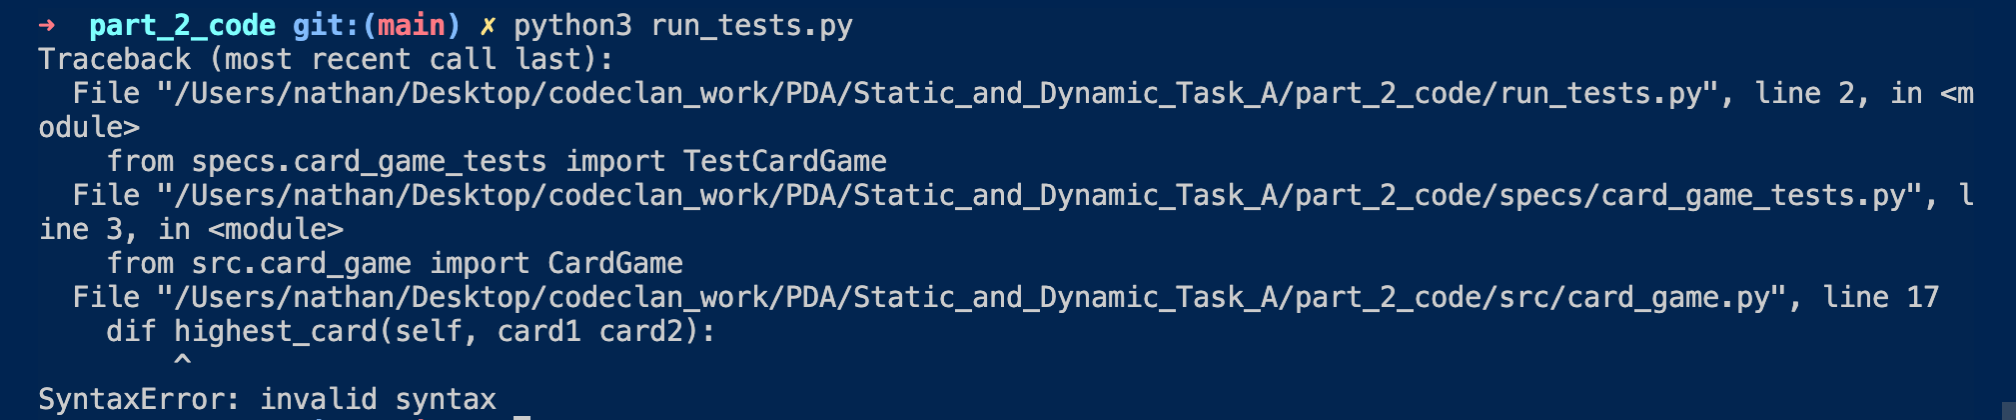 → part_2_code git:(main) ✗ python3 run_tests.py
Traceback (most recent call last):
  File "/Users/nathan/Desktop/codeclan_work/PDA/Static_and_Dynamic_Task_A/part_2_code/run_tests.py", line 2, in <m
odule>
    from specs.card_game_tests import TestCardGame
  File "/Users/nathan/Desktop/codeclan_work/PDA/Static_and_Dynamic_Task_A/part_2_code/specs/card_game_tests.py", l
ine 3, in <module>
    from src.card_game import CardGame
  File "/Users/nathan/Desktop/codeclan_work/PDA/Static_and_Dynamic_Task_A/part_2_code/src/card_game.py", line 17
    dif highest_card(self, card1 card2):
        ^
SyntaxError: invalid syntax